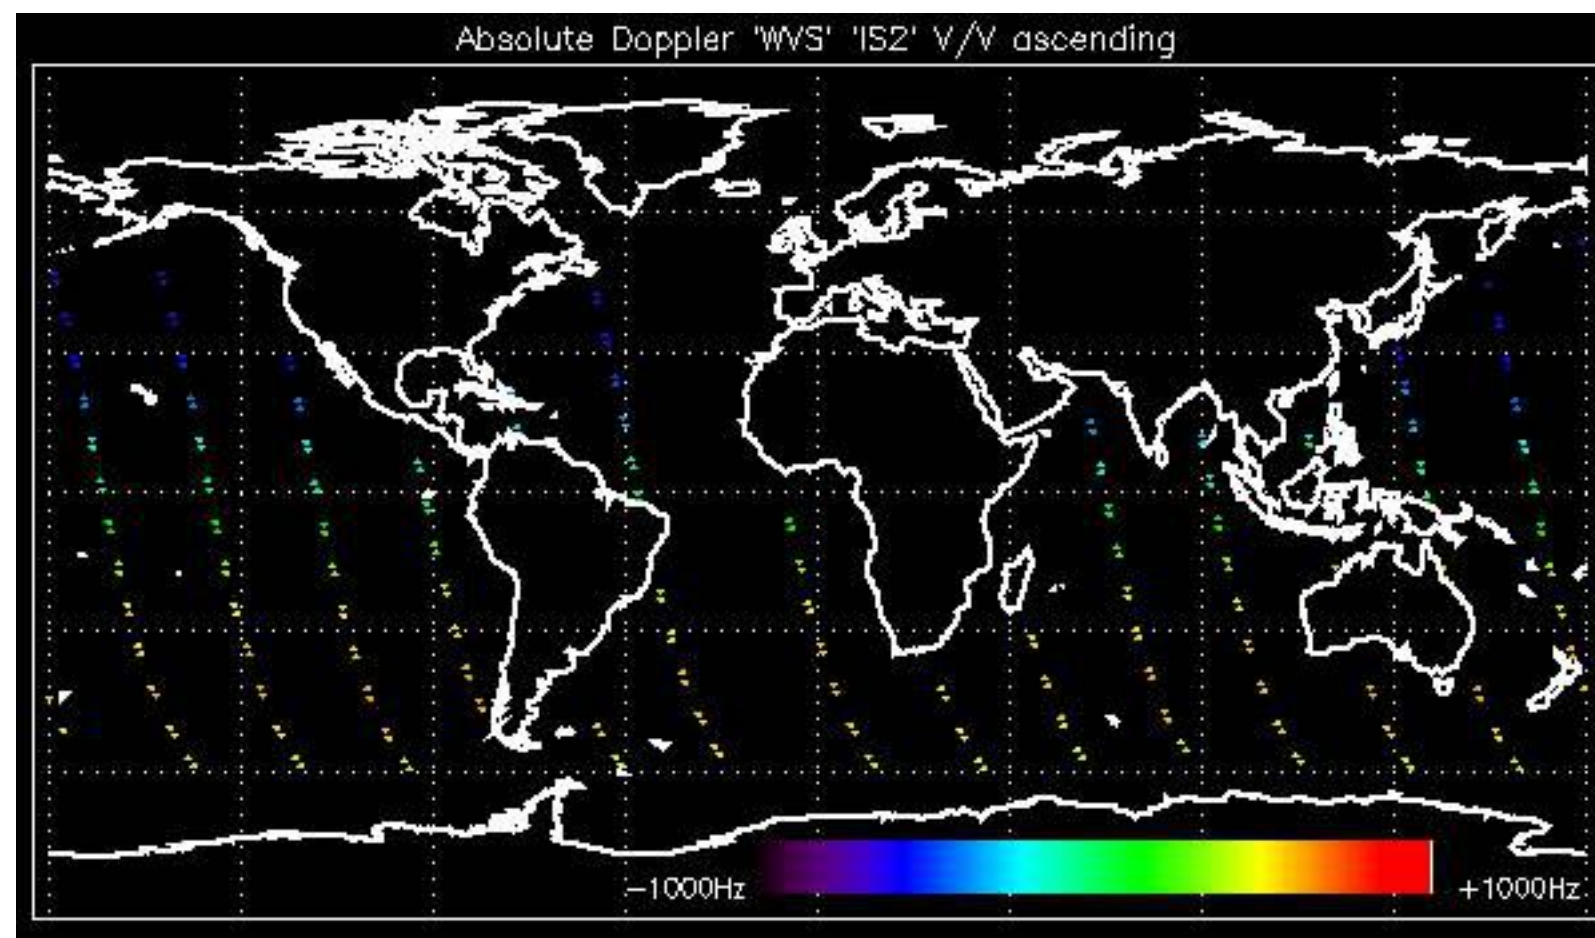 Absolute Doppler 'WVS' 'IS2' V/V ascending
−1000Hz +1000Hz